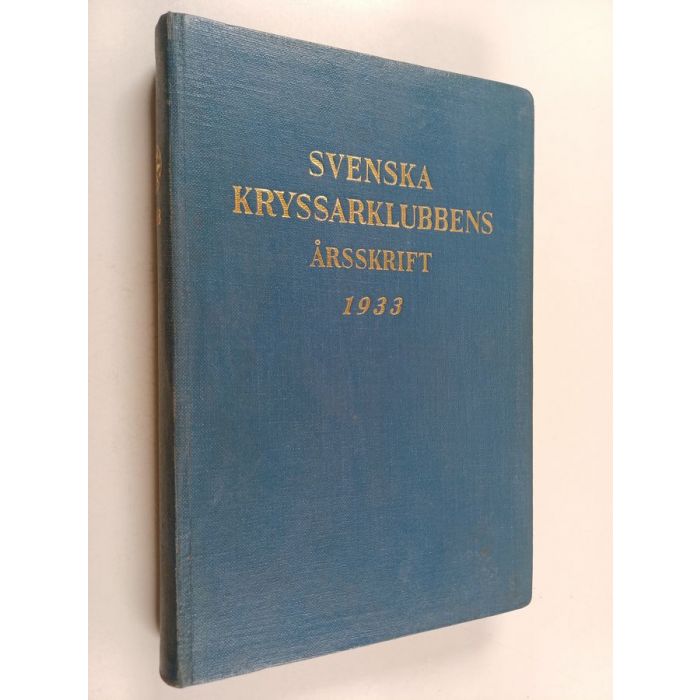 SVENSKA
KRYSSARKLUBBENS
ÅRSSKRIFT
1933